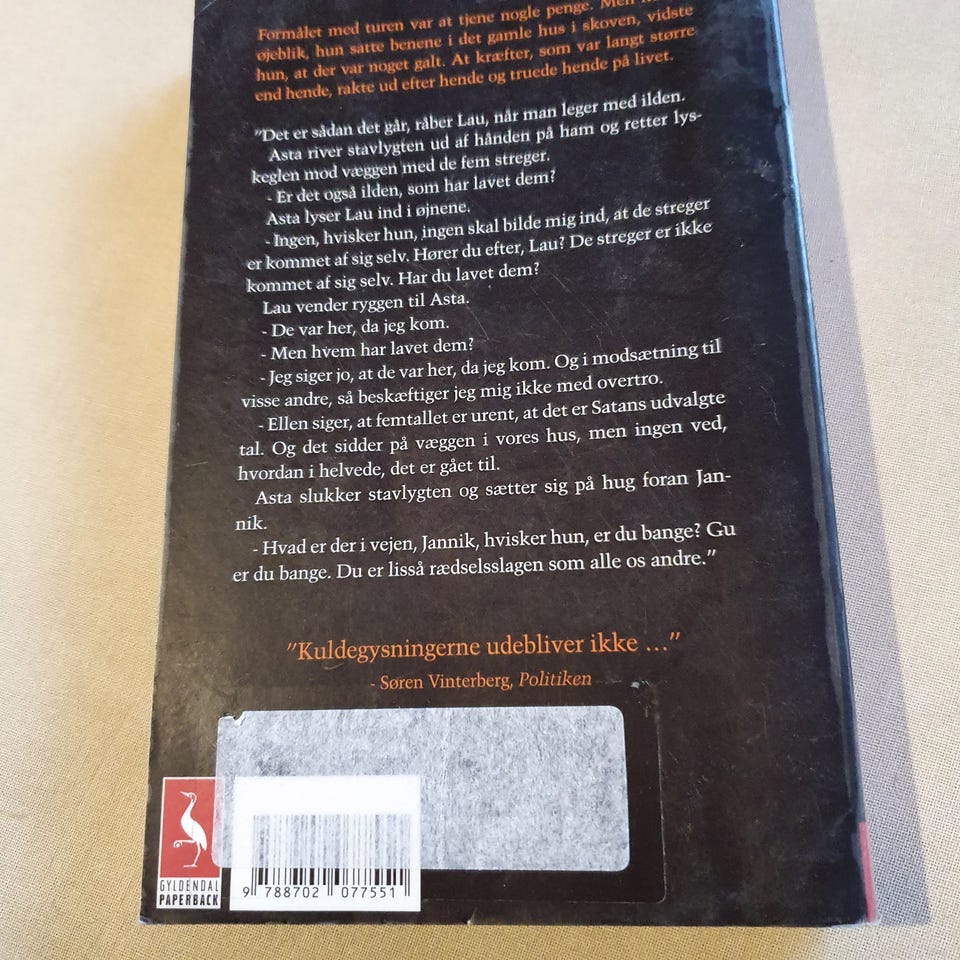 Formålet med turen var at tjene nogle penge. Men
øjeblik, hun satte benene i det gamle hus i skoven, vidste
hun, at der var noget galt. At kræfter, som var langt større
end hende, rakte ud efter hende og truede hende på livet.
"Det er sådan det går, råber Lau, når man leger med ilden.
Asta river stavlygten ud af hånden på ham og retter lys-
keglen mod væggen med de fem streger.
- Er det også ilden, som har lavet dem?
Asta lyser Lau ind i øjnene.
- Ingen, hvisker hun, ingen skal bilde mig ind, at de streger
er kommet af sig selv. Hører du efter, Lau? De streger er ikke
kommet af sig selv. Har du lavet dem?
Lau vender ryggen til Asta.
- De var her, da jeg kom.
- Men hvem har lavet dem?
- Jeg siger jo, at de var her, da jeg kom. Og i modsætning til
visse andre, så beskæftiger jeg mig ikke med overtro.
- Ellen siger, at femtallet er urent, at det er Satans udvalgte
tal. Og det sidder på væggen i vores hus, men ingen ved,
hvordan i helvede, det er gået til.
Asta slukker stavlygten og sætter sig på hug foran Jan-
nik.
- Hvad er der i vejen, Jannik, hvisker hun, er du bange? Gu
er du bange. Du er lisså rædselsslagen som alle os andre."
"Kuldegysningerne udebliver ikke ..."
- Søren Vinterberg, Politiken
GYLDENDAL
PAPERBACK
9 788702 077551